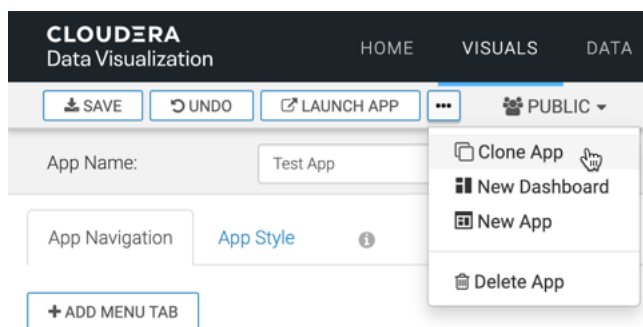 CLOUDERA
Data Visualization
HOME VISUALS DATA
SAVE UNDO LAUNCH APP ••• PUBLIC
App Name: Test App
Clone App
New Dashboard
New App
Delete App
App Navigation App Style
+ ADD MENU TAB